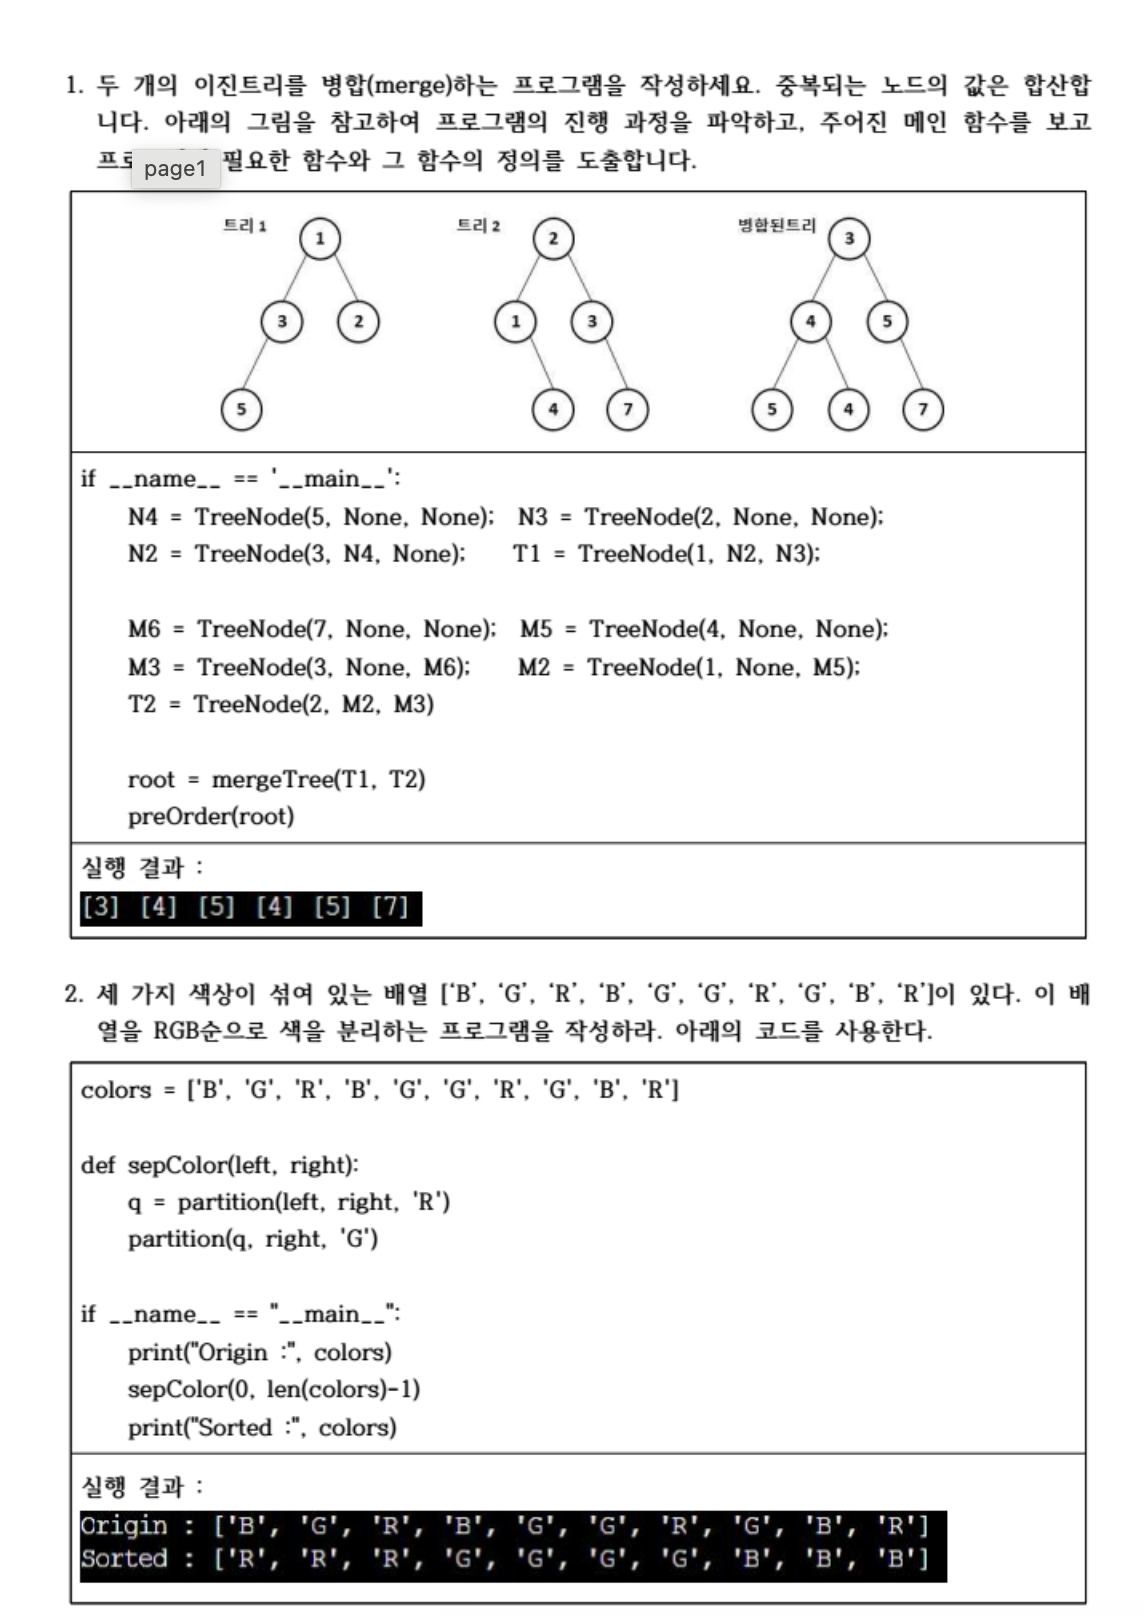 1. 두 개의 이진트리를 병합(merge)하는 프로그램을 작성하세요. 중복되는 노드의 값은 합산합
니다. 아래의 그림을 참고하여 프로그램의 진행 과정을 파악하고, 주어진 메인 함수를 보고
프로 필요한 함수와 그 함수의 정의를 도출합니다.
page1
트리 1
트리 2
병합된트리
1
2
3
3 2
1 3
4 5
5
4 7
5 4 7
if __name__ == '__main__':
N4 = TreeNode(5, None, None); N3 = TreeNode(2, None, None);
N2 = TreeNode(3, N4, None); T1 = TreeNode(1, N2, N3);
M6 = TreeNode(7, None, None); M5 = TreeNode(4, None, None);
M3 = TreeNode(3, None, M6); M2 = TreeNode(1, None, M5);
T2 = TreeNode(2, M2, M3)
root = mergeTree(T1, T2)
preOrder(root)
실행 결과 :
[3] [4] [5] [4] [5] [7]
2. 세 가지 색상이 섞여 있는 배열 [‘B’, ‘G’, ‘R’, ‘B’, ‘G’, ‘G’, ‘R’, ‘G’, ‘B’, ‘R’]이 있다. 이 배
열을 RGB순으로 색을 분리하는 프로그램을 작성하라. 아래의 코드를 사용한다.
colors = ['B', 'G', 'R', 'B', 'G', 'G', 'R', 'G', 'B', 'R']
def sepColor(left, right):
q = partition(left, right, 'R')
partition(q, right, 'G')
if __name__ == "__main__":
print("Origin :", colors)
sepColor(0, len(colors)-1)
print("Sorted :", colors)
실행 결과 :
Origin : ['B', 'G', 'R', 'B', 'G', 'G', 'R', 'G', 'B', 'R']
Sorted : ['R', 'R', 'R', 'G', 'G', 'G', 'G', 'B', 'B', 'B']